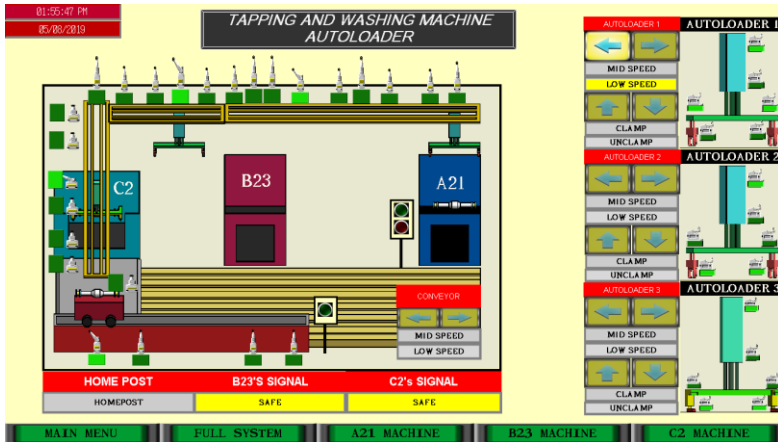 01:55:47 PM
05/08/2019
TAPPING AND WASHING MACHINE
AUTOLOADER
C2
B23
A21
CONVEYOR
MID SPEED
LOW SPEED
HOME POST
B23'S SIGNAL
C2's SIGNAL
HOMEPOST
SAFE
SAFE
AUTOLOADER 1
MID SPEED
LOW SPEED
CLAMP
UNCLAMP
AUTOLOADER 1
AUTOLOADER 2
MID SPEED
LOW SPEED
CLAMP
UNCLAMP
AUTOLOADER 2
AUTOLOADER 3
MID SPEED
LOW SPEED
CLAMP
UNCLAMP
AUTOLOADER 3
MAIN MENU
FULL SYSTEM
A21 MACHINE
B23 MACHINE
C2 MACHINE